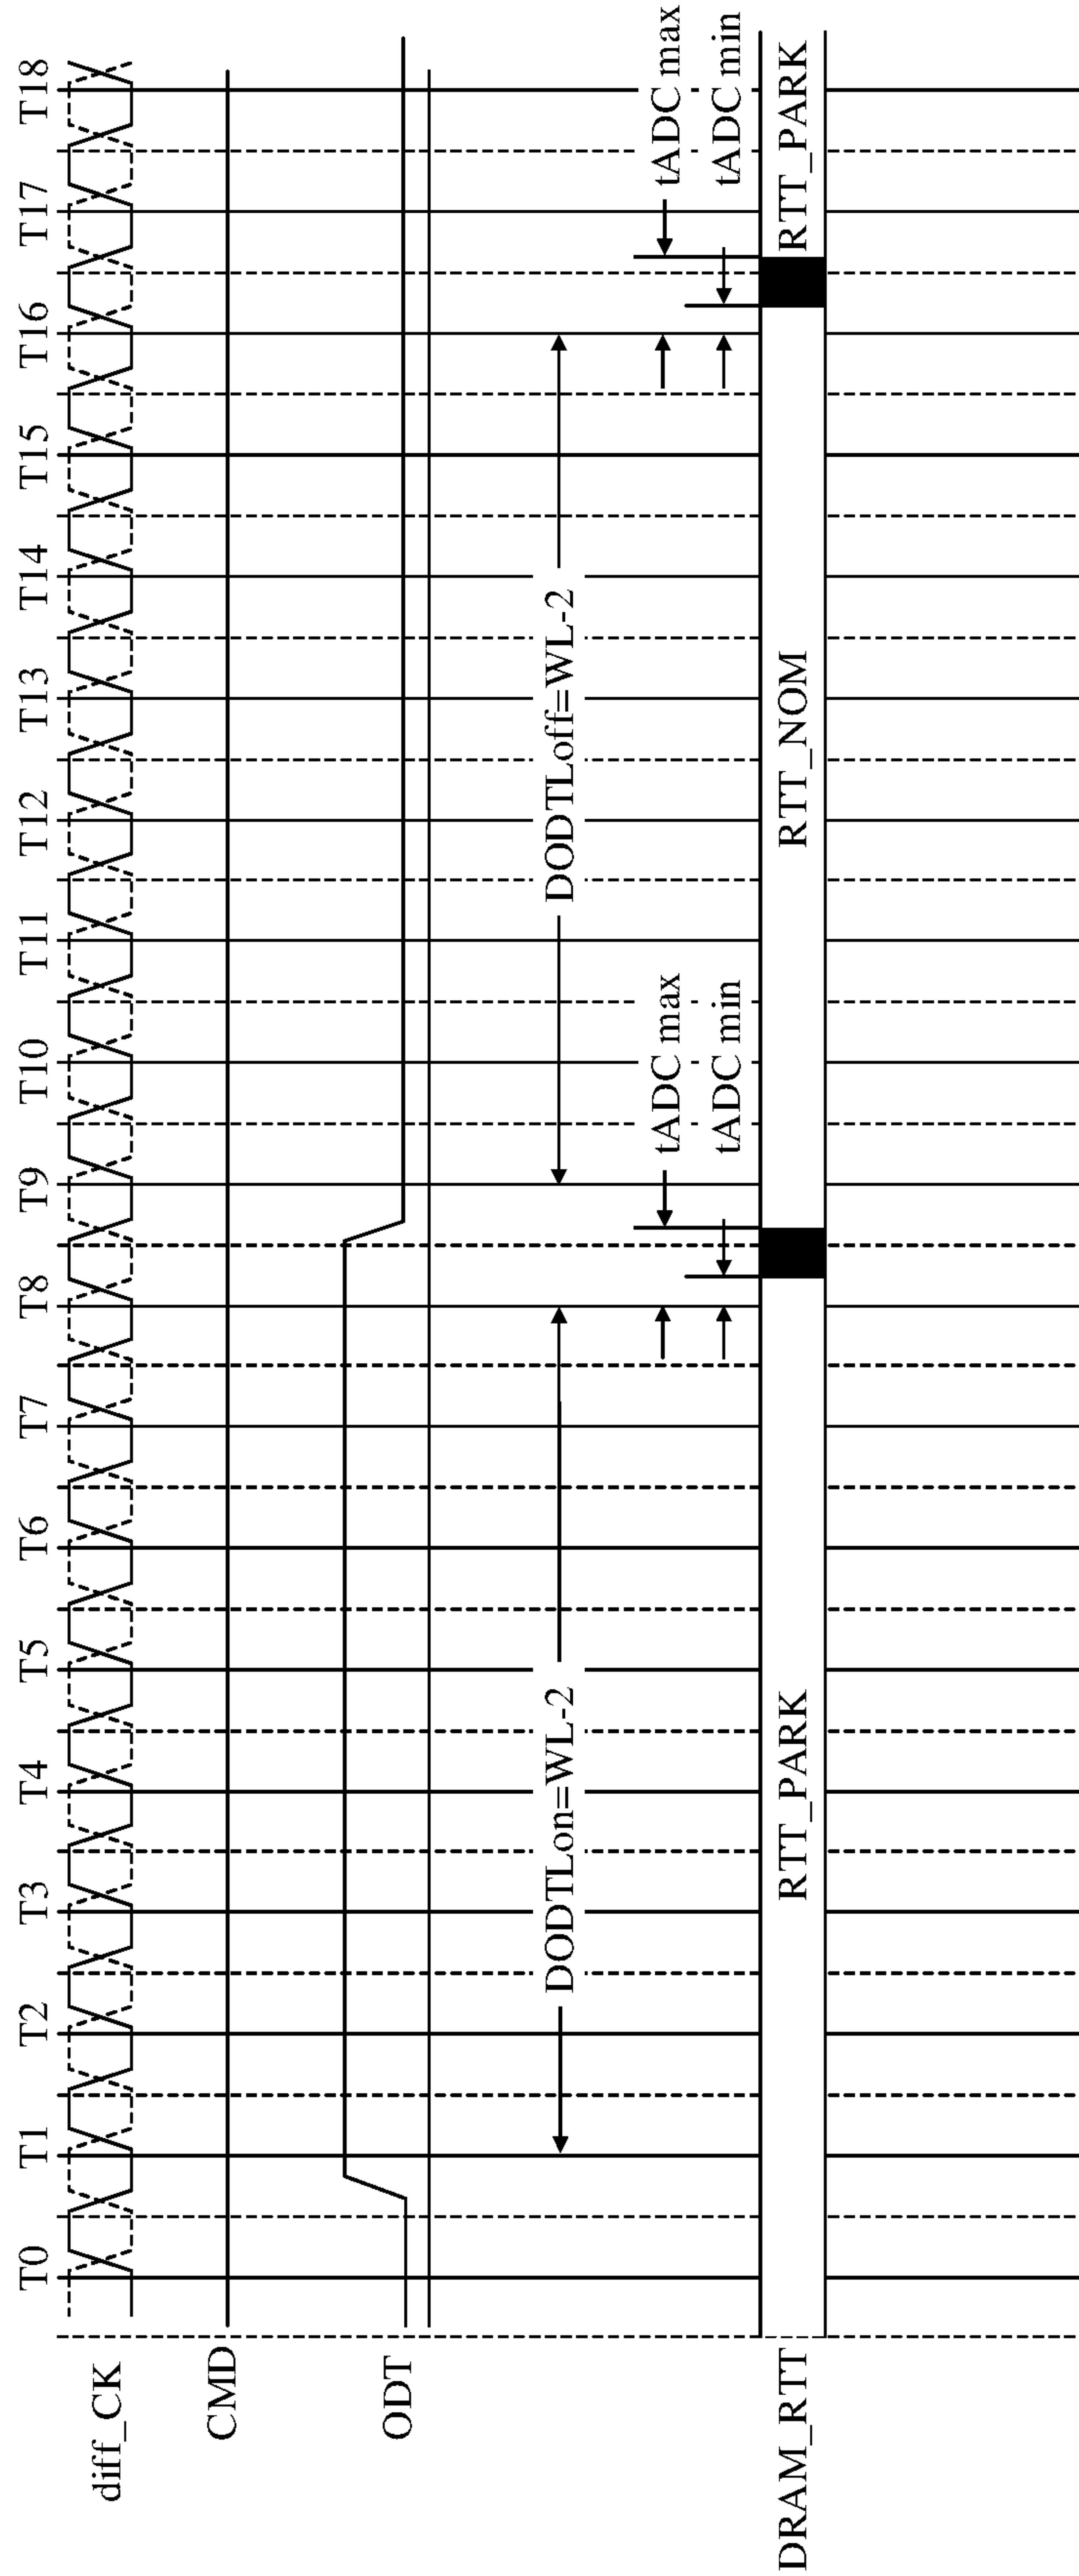 T0 T1 T2 T3 T4 T5 T6 T7 T8 T9 T10 T11 T12 T13 T14 T15 T16 T17 T18
diff_CK
CMD
ODT
DODTLon=WL-2 DODTLoff=WL-2
tADC max tADC max
tADC min tADC min
DRAM_RTT RTT_PARK RTT_NOM RTT_PARK